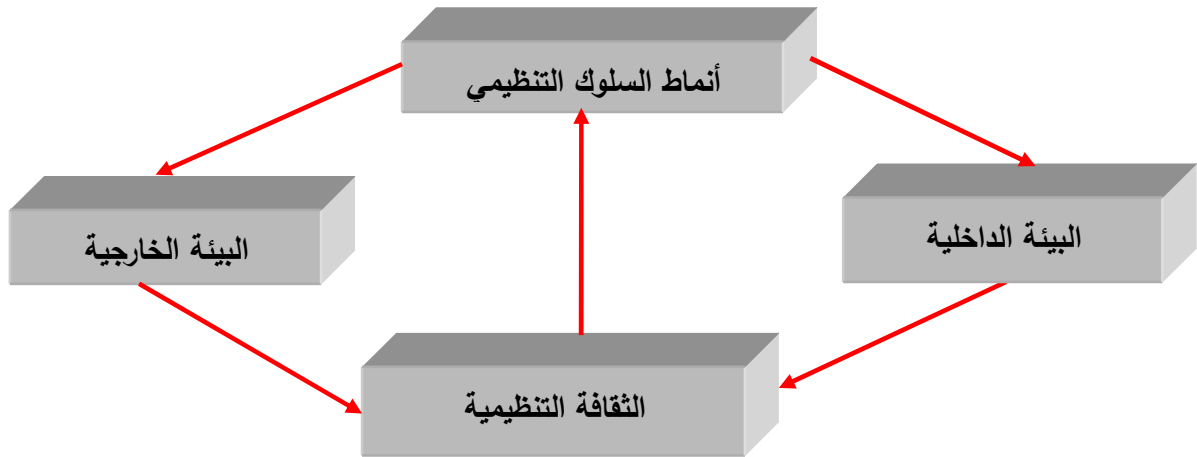 أنماط السلوك التنظيمي
البيئة الداخلية
البيئة الخارجية
الثقافة التنظيمية